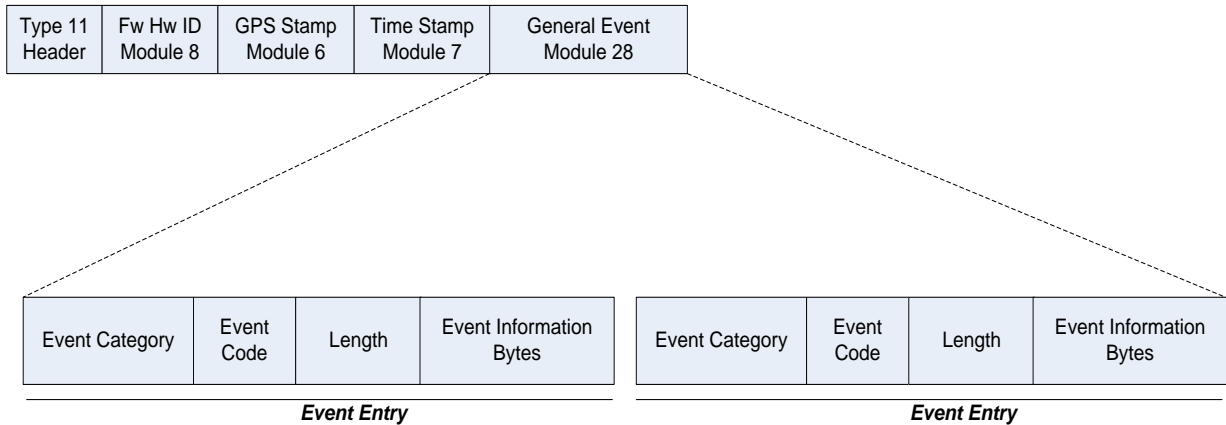 Type 11
Header
Fw Hw ID
Module 8
GPS Stamp
Module 6
Time Stamp
Module 7
General Event
Module 28
Event Category
Event
Code
Length
Event Information
Bytes
Event Category
Event
Code
Length
Event Information
Bytes
Event Entry
Event Entry